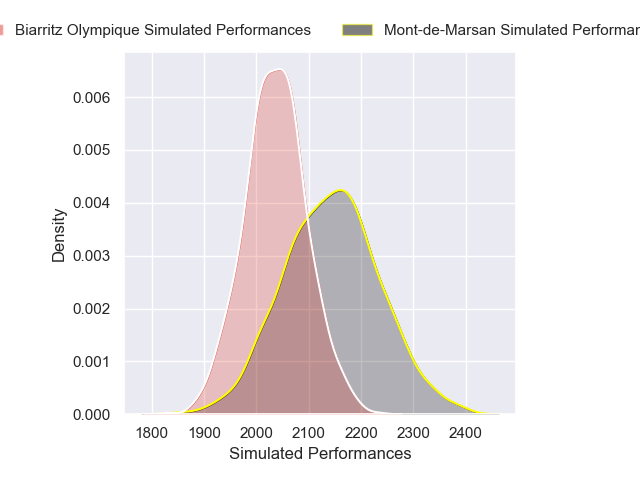 Biarritz Olympique Simulated Performances
Mont-de-Marsan Simulated
0.006
0.005
0.004
0.003
0.002
0.001
0.000
Density
1800 1900 2000 2100 2200 2300 2400
Simulated Performances